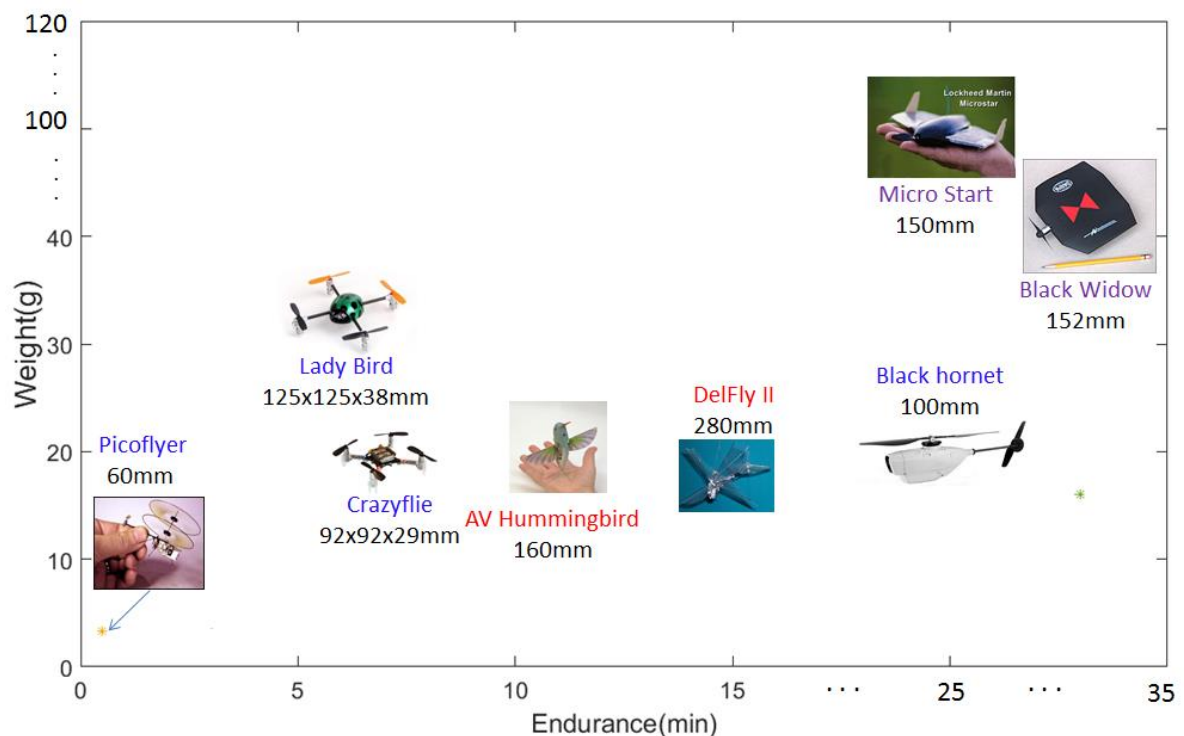 120
100
40
30
20
10
0
Weight(g)
Lockheed Martin
Microstar
Micro Start
150mm
Black Widow
152mm
Lady Bird
125x125x38mm
Black hornet
100mm
DelFly II
280mm
Picoflyer
60mm
Crazyflie
92x92x29mm
AV Hummingbird
160mm
0 5 10 15 ... 25 ... 35
Endurance(min)